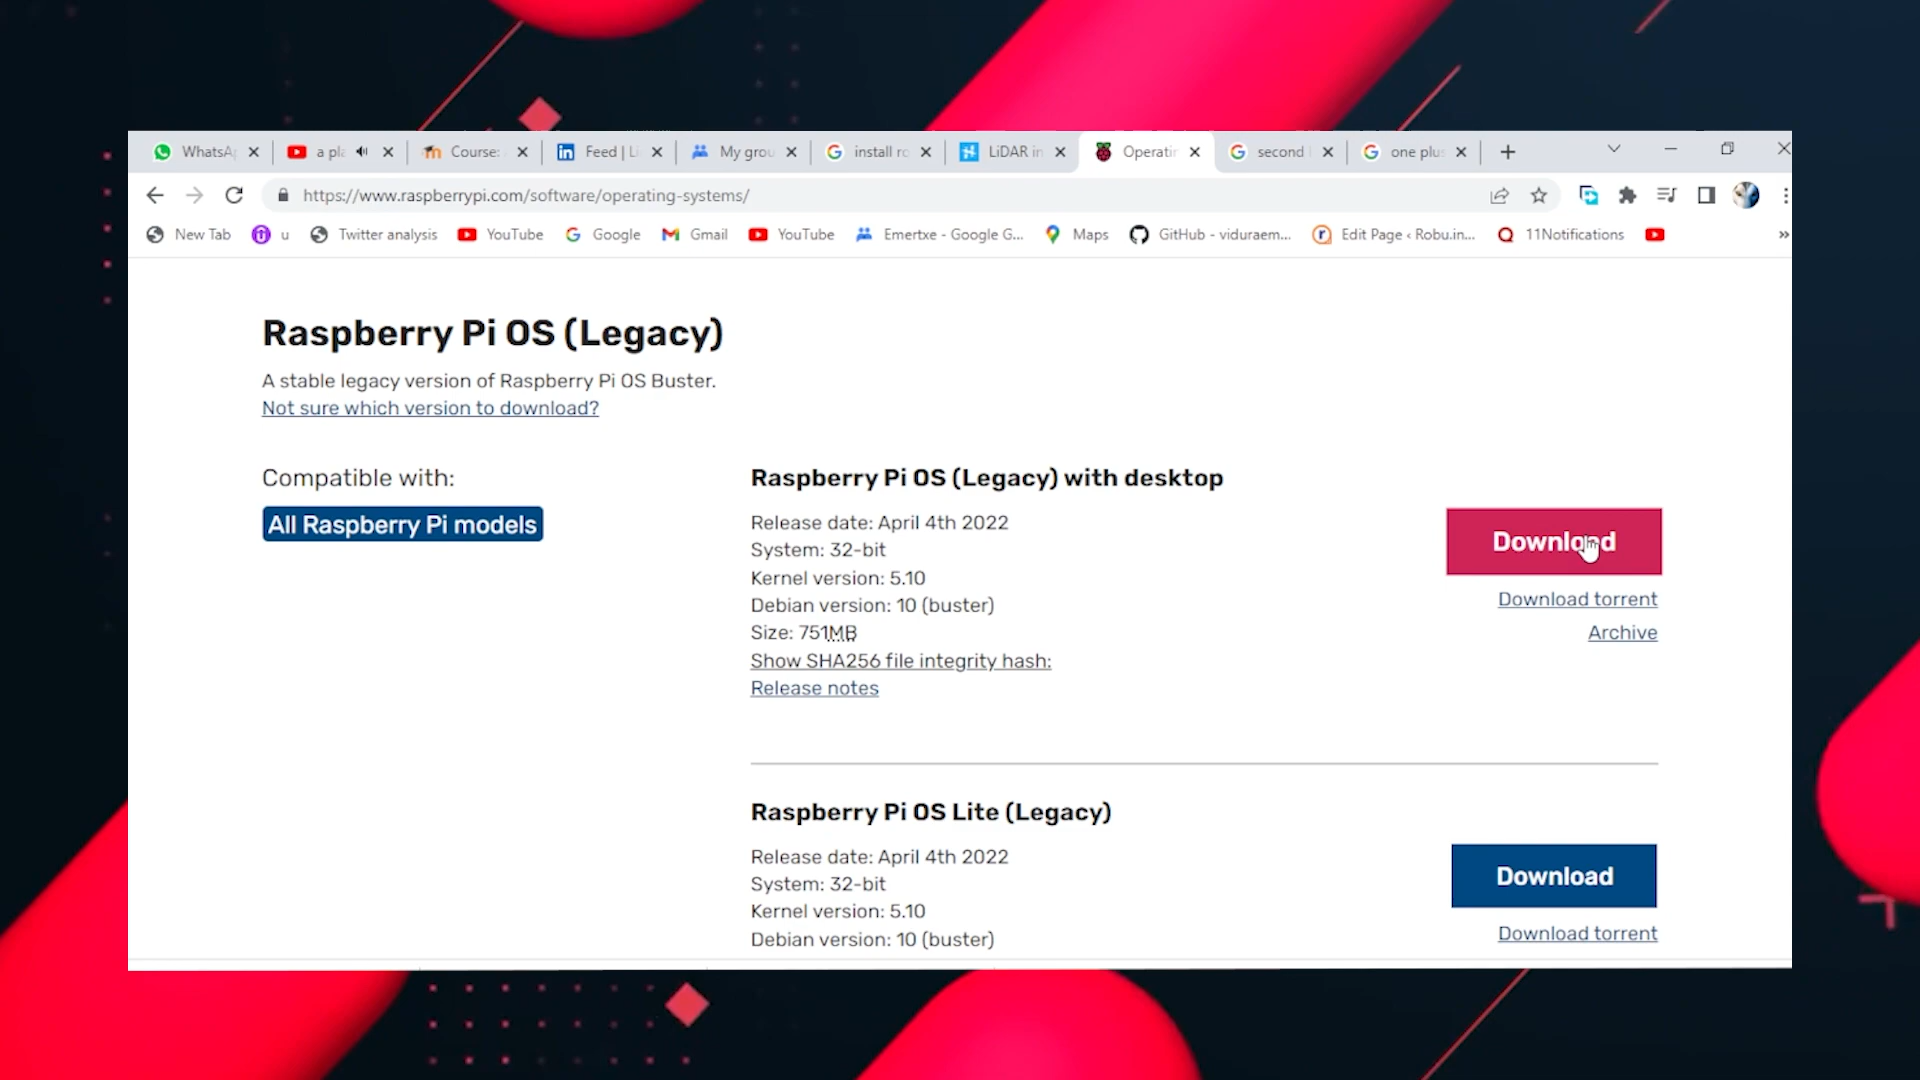 WhatsA
a pla
Course:
Feed | Li
My grou
install ro
LiDAR in
Operatin
second
one plus
https://www.raspberrypi.com/software/operating-systems/
New Tab
u
Twitter analysis
YouTube
Google
Gmail
YouTube
Emertxe - Google G...
Maps
GitHub - viduraem...
Edit Page ‹ Robu.in...
11Notifications
Raspberry Pi OS (Legacy)
A stable legacy version of Raspberry Pi OS Buster.
Not sure which version to download?
Compatible with:
All Raspberry Pi models
Raspberry Pi OS (Legacy) with desktop
Release date: April 4th 2022
System: 32-bit
Kernel version: 5.10
Debian version: 10 (buster)
Size: 751MB
Show SHA256 file integrity hash:
Release notes
Download
Download torrent
Archive
Raspberry Pi OS Lite (Legacy)
Release date: April 4th 2022
System: 32-bit
Kernel version: 5.10
Debian version: 10 (buster)
Download
Download torrent